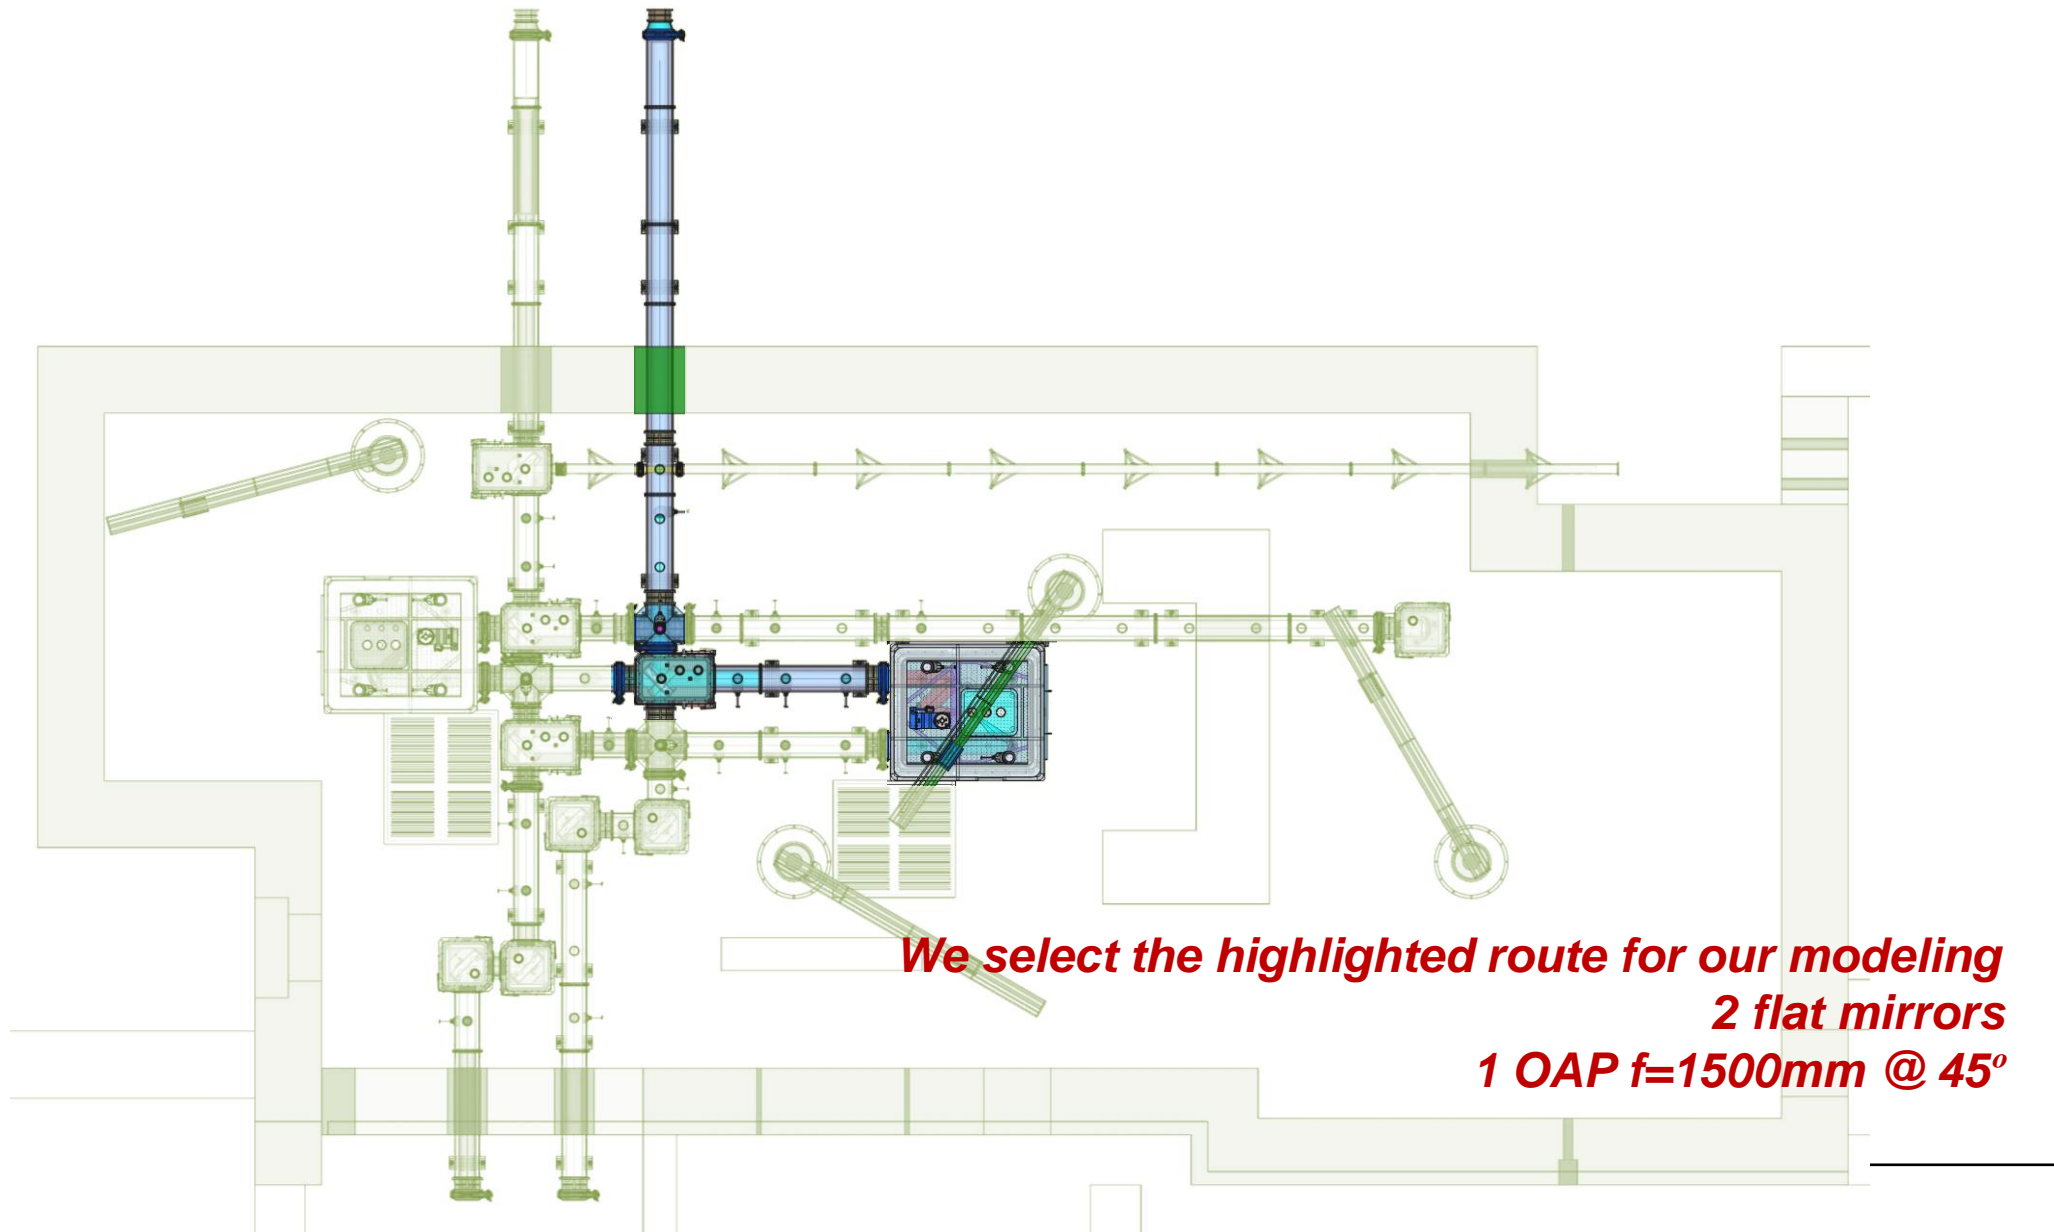 We select the highlighted route for our modeling
2 flat mirrors
1 OAP f=1500mm @ 45º